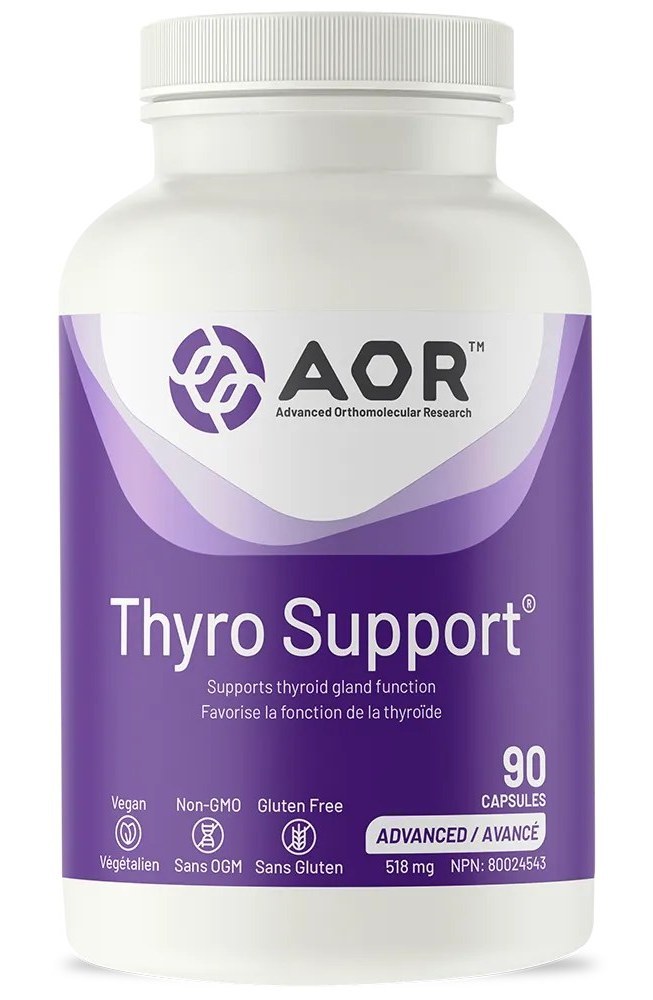 AOR™
Advanced Orthomolecular Research
Thyro Support®
Supports thyroid gland function
Favorise la fonction de la thyroïde
90
CAPSULES
Vegan Non-GMO Gluten Free
ADVANCED / AVANCÉ
Végétalien Sans OGM Sans Gluten
518 mg NPN: 80024543